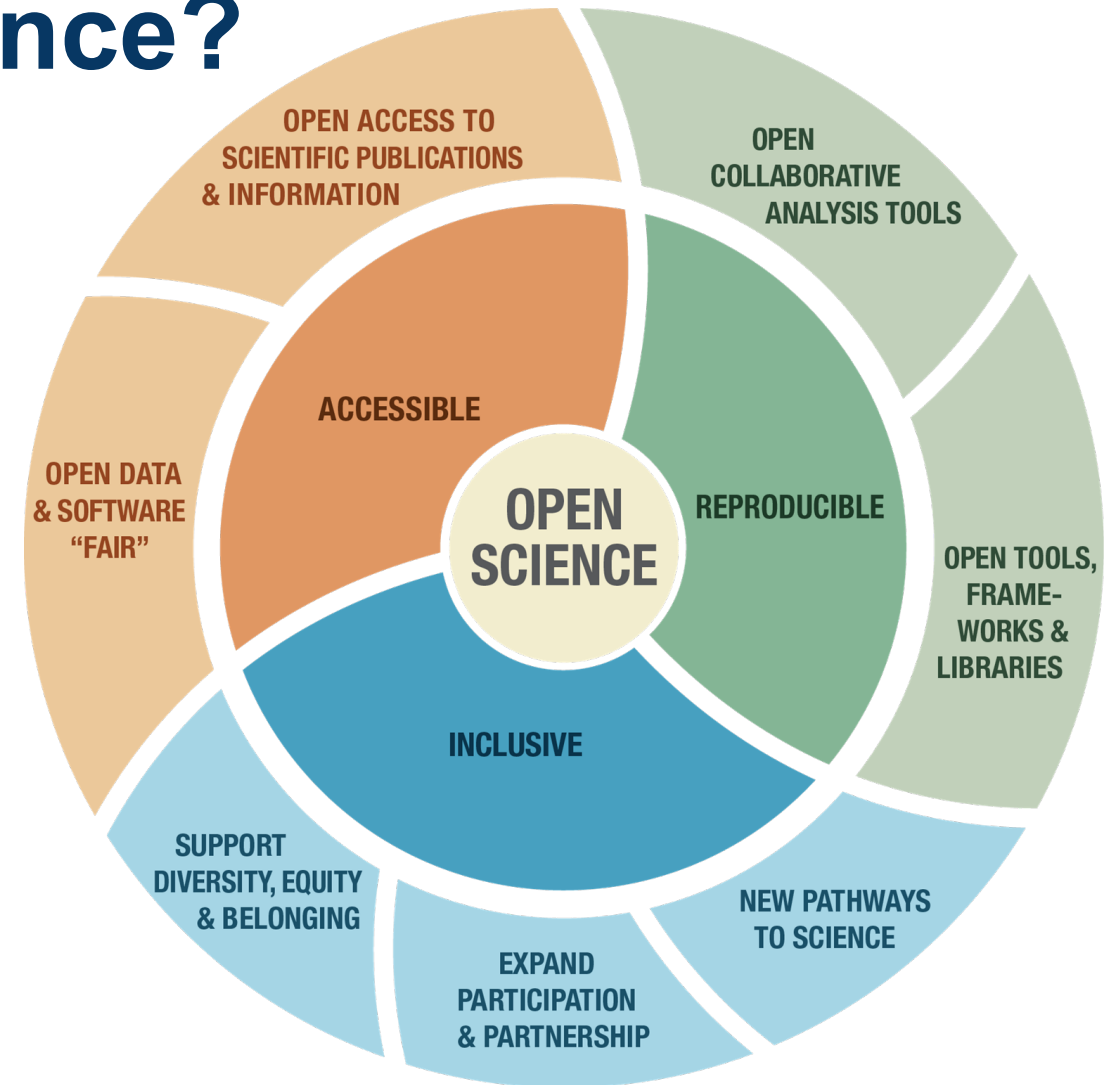 nce?
OPEN ACCESS TO
SCIENTIFIC PUBLICATIONS
& INFORMATION
OPEN
COLLABORATIVE
ANALYSIS TOOLS
ACCESSIBLE
OPEN DATA
& SOFTWARE
“FAIR”
OPEN
SCIENCE
REPRODUCIBLE
OPEN TOOLS,
FRAME-
WORKS &
LIBRARIES
INCLUSIVE
SUPPORT
DIVERSITY, EQUITY
& BELONGING
EXPAND
PARTICIPATION
& PARTNERSHIP
NEW PATHWAYS
TO SCIENCE